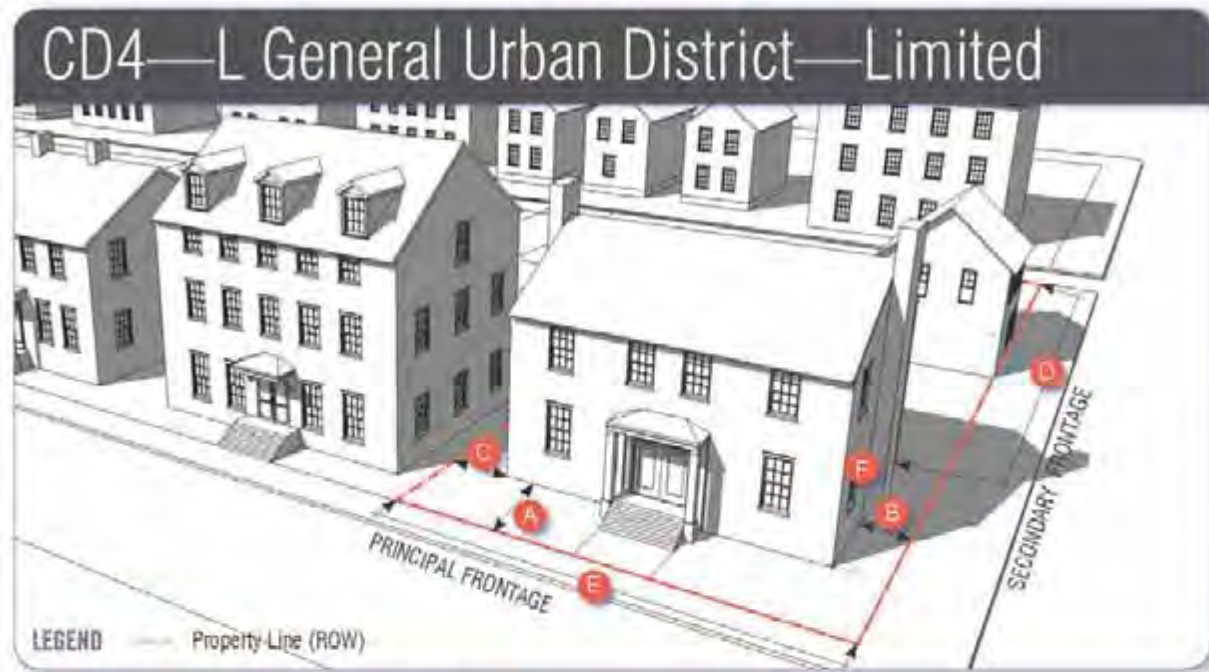 CD4—L General Urban District—Limited
C
A
E
F
B
D
PRINCIPAL FRONTAGE
SECONDARY FRONTAGE
LEGEND Property Line (ROW)